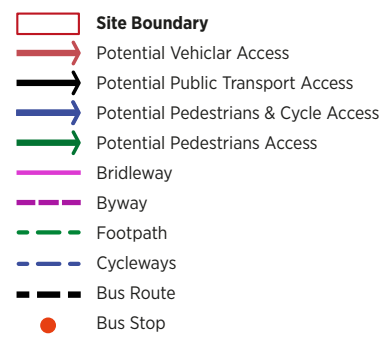 Site Boundary
Potential Vehiclar Access
Potential Public Transport Access
Potential Pedestrians & Cycle Access
Potential Pedestrians Access
Bridleway
Byway
Footpath
Cycleways
Bus Route
Bus Stop